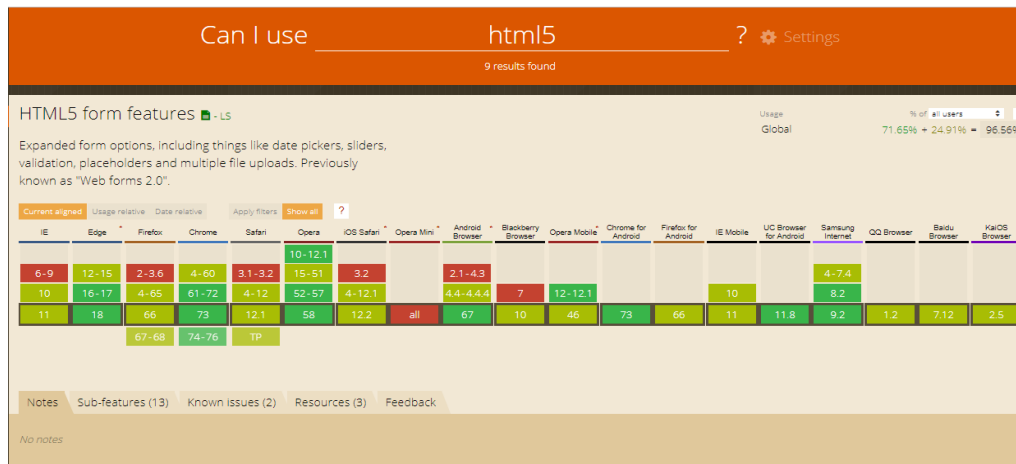 Can I use html5 ? Settings
9 results found
HTML5 form features - LS
Usage % of all users
Global 71.65% + 24.91% = 96.56%
Expanded form options, including things like date pickers, sliders,
validation, placeholders and multiple file uploads. Previously
known as "Web forms 2.0".
Current aligned Usage relative Date relative Apply filters Show all ?
IE Edge * Firefox Chrome Safari Opera iOS Safari * Opera Mini * Android Browser * Blackberry Browser Opera Mobile * Chrome for Android Firefox for Android IE Mobile UC Browser for Android Samsung Internet QQ Browser Baidu Browser KaiOS Browser
10-12.1
6-9 12-15 2-3.6 4-60 3.1-3.2 15-51 3.2 2.1-4.3 4-7.4
10 16-17 4-65 61-72 4-12 52-57 4-12.1 4.4-4.4.4 7 12-12.1 10 8.2
11 18 66 73 12.1 58 12.2 all 67 10 46 73 66 11 11.8 9.2 1.2 7.12 2.5
67-68 74-76 TP
Notes Sub-features (13) Known issues (2) Resources (3) Feedback
No notes